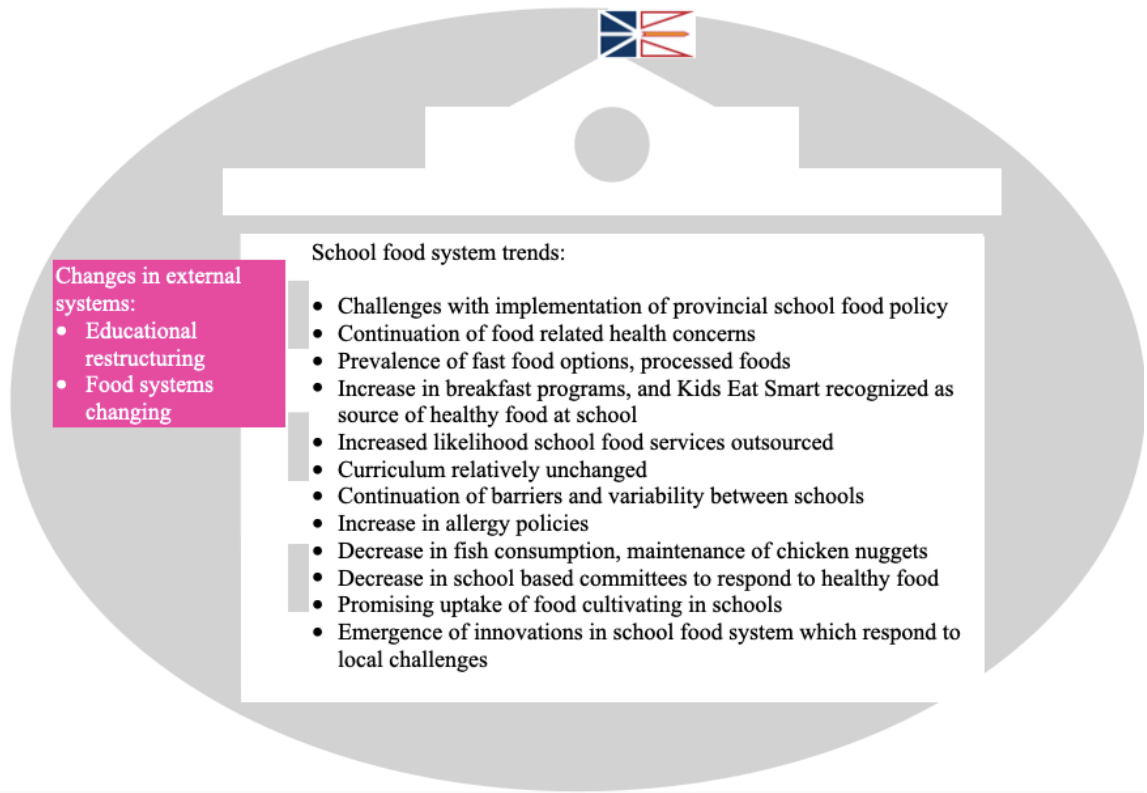 School food system trends:
• Challenges with implementation of provincial school food policy
• Continuation of food related health concerns
• Prevalence of fast food options, processed foods
• Increase in breakfast programs, and Kids Eat Smart recognized as
source of healthy food at school
• Increased likelihood school food services outsourced
• Curriculum relatively unchanged
• Continuation of barriers and variability between schools
• Increase in allergy policies
• Decrease in fish consumption, maintenance of chicken nuggets
• Decrease in school based committees to respond to healthy food
• Promising uptake of food cultivating in schools
• Emergence of innovations in school food system which respond to
local challenges
Changes in external
systems:
• Educational
restructuring
• Food systems
changing